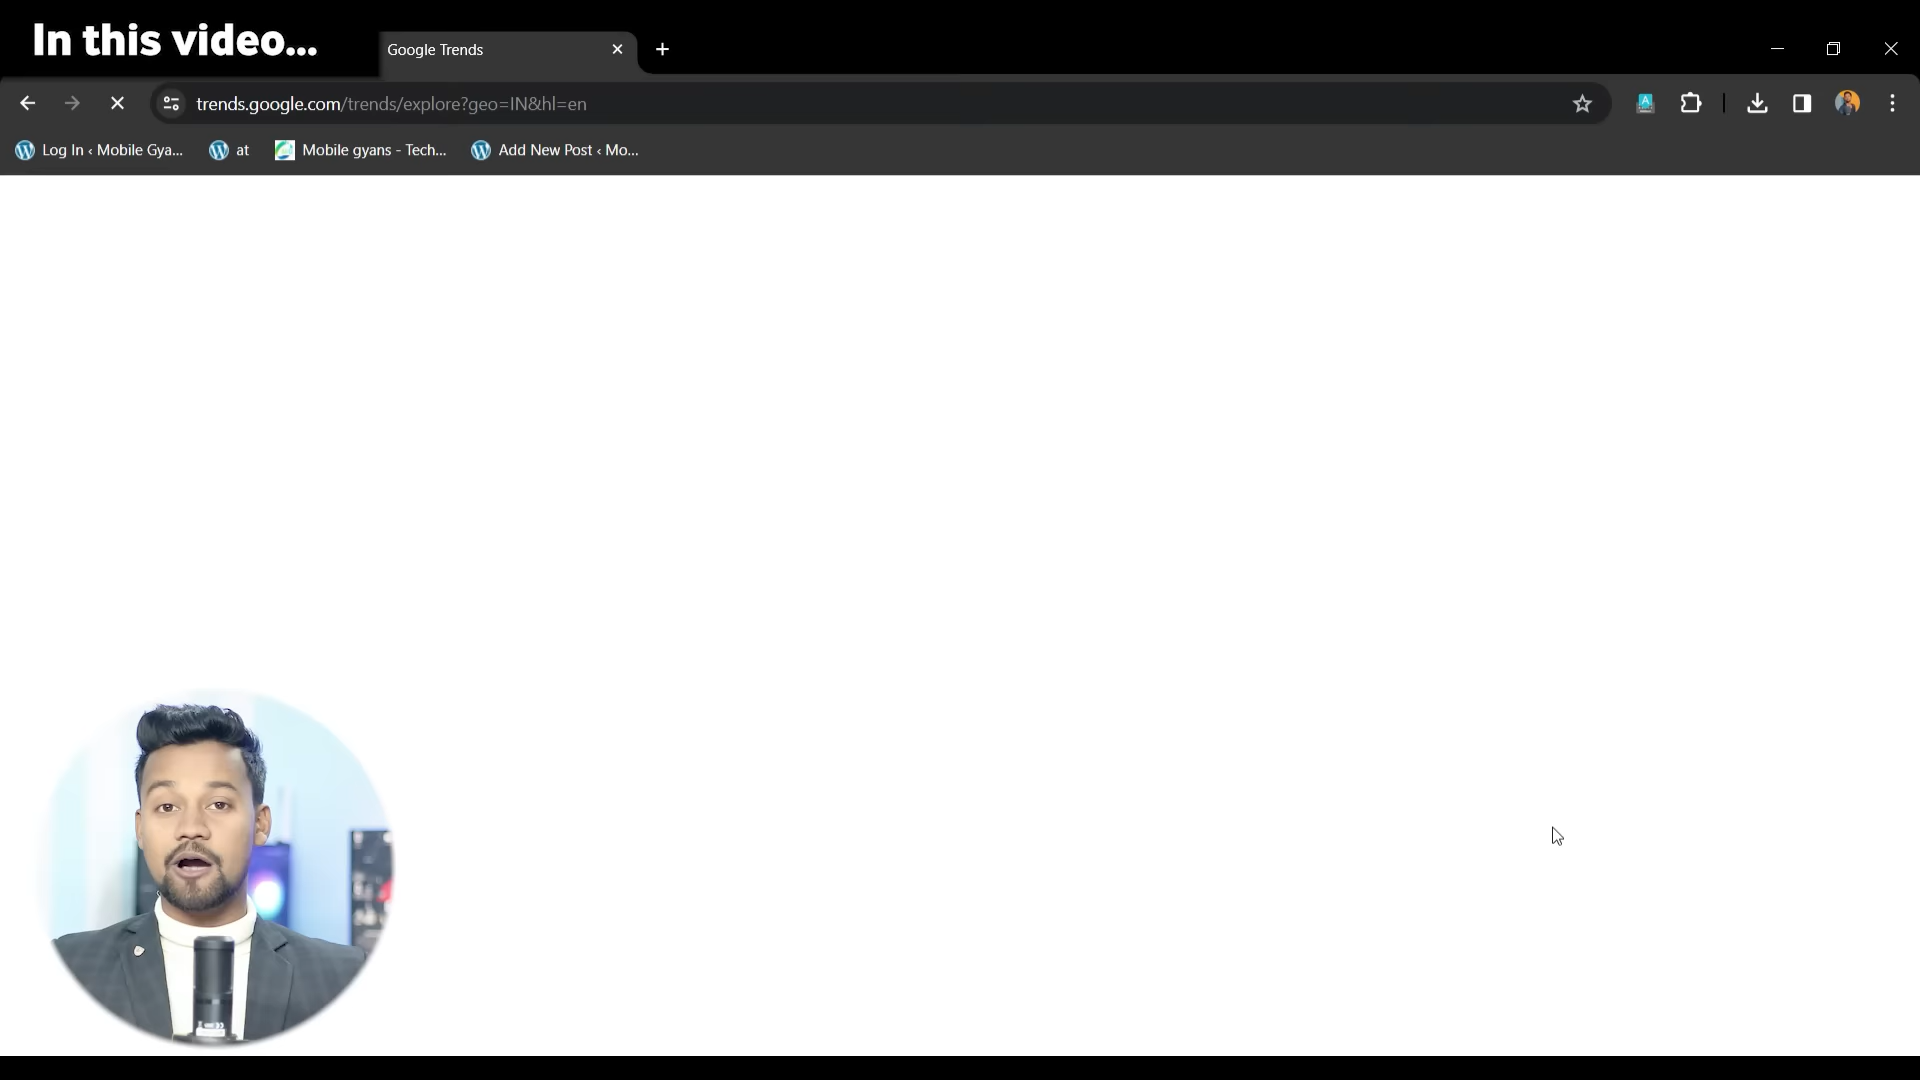 In this video...
Google Trends
trends.google.com/trends/explore?geo=IN&hl=en
Log In ‹ Mobile Gya...
at
Mobile gyans - Tech...
Add New Post ‹ Mo...